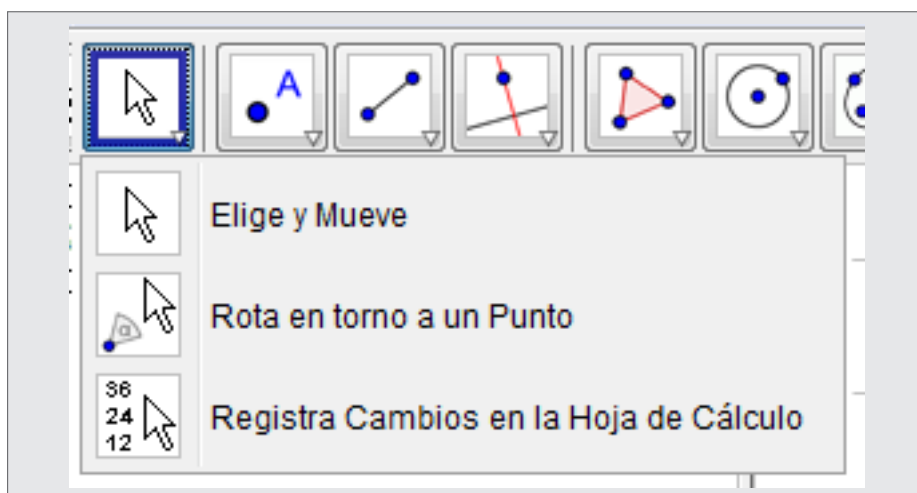 A
Elige y Mueve
α
Rota en torno a un Punto
36
24
12
Registra Cambios en la Hoja de Cálculo